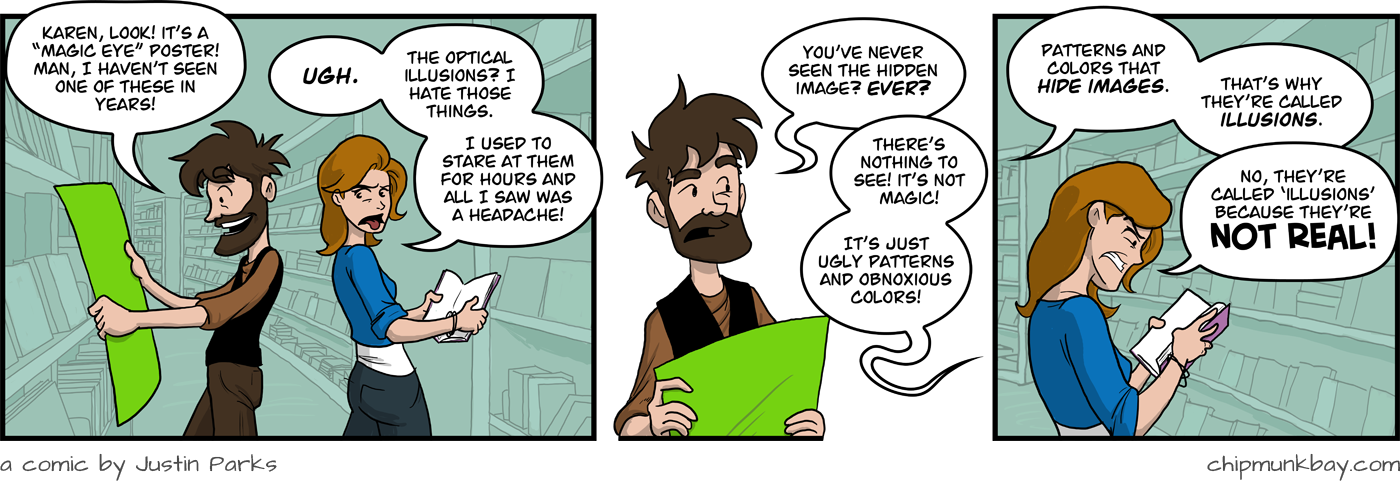 KAREN, LOOK! IT'S A
"MAGIC EYE" POSTER!
MAN, I HAVEN'T SEEN
ONE OF THESE IN
YEARS!
UGH.
THE OPTICAL
ILLUSIONS? I
HATE THOSE
THINGS.
I USED TO
STARE AT THEM
FOR HOURS AND
ALL I SAW WAS
A HEADACHE!
YOU'VE NEVER
SEEN THE HIDDEN
IMAGE? EVER?
THERE'S
NOTHING TO
SEE! IT'S NOT
MAGIC!
IT'S JUST
UGLY PATTERNS
AND OBNOXIOUS
COLORS!
PATTERNS AND
COLORS THAT
HIDE IMAGES.
THAT'S WHY
THEY'RE CALLED
ILLUSIONS.
NO, THEY'RE
CALLED 'ILLUSIONS'
BECAUSE THEY'RE
NOT REAL!
a comic by Justin Parks
chipmunkbay.com